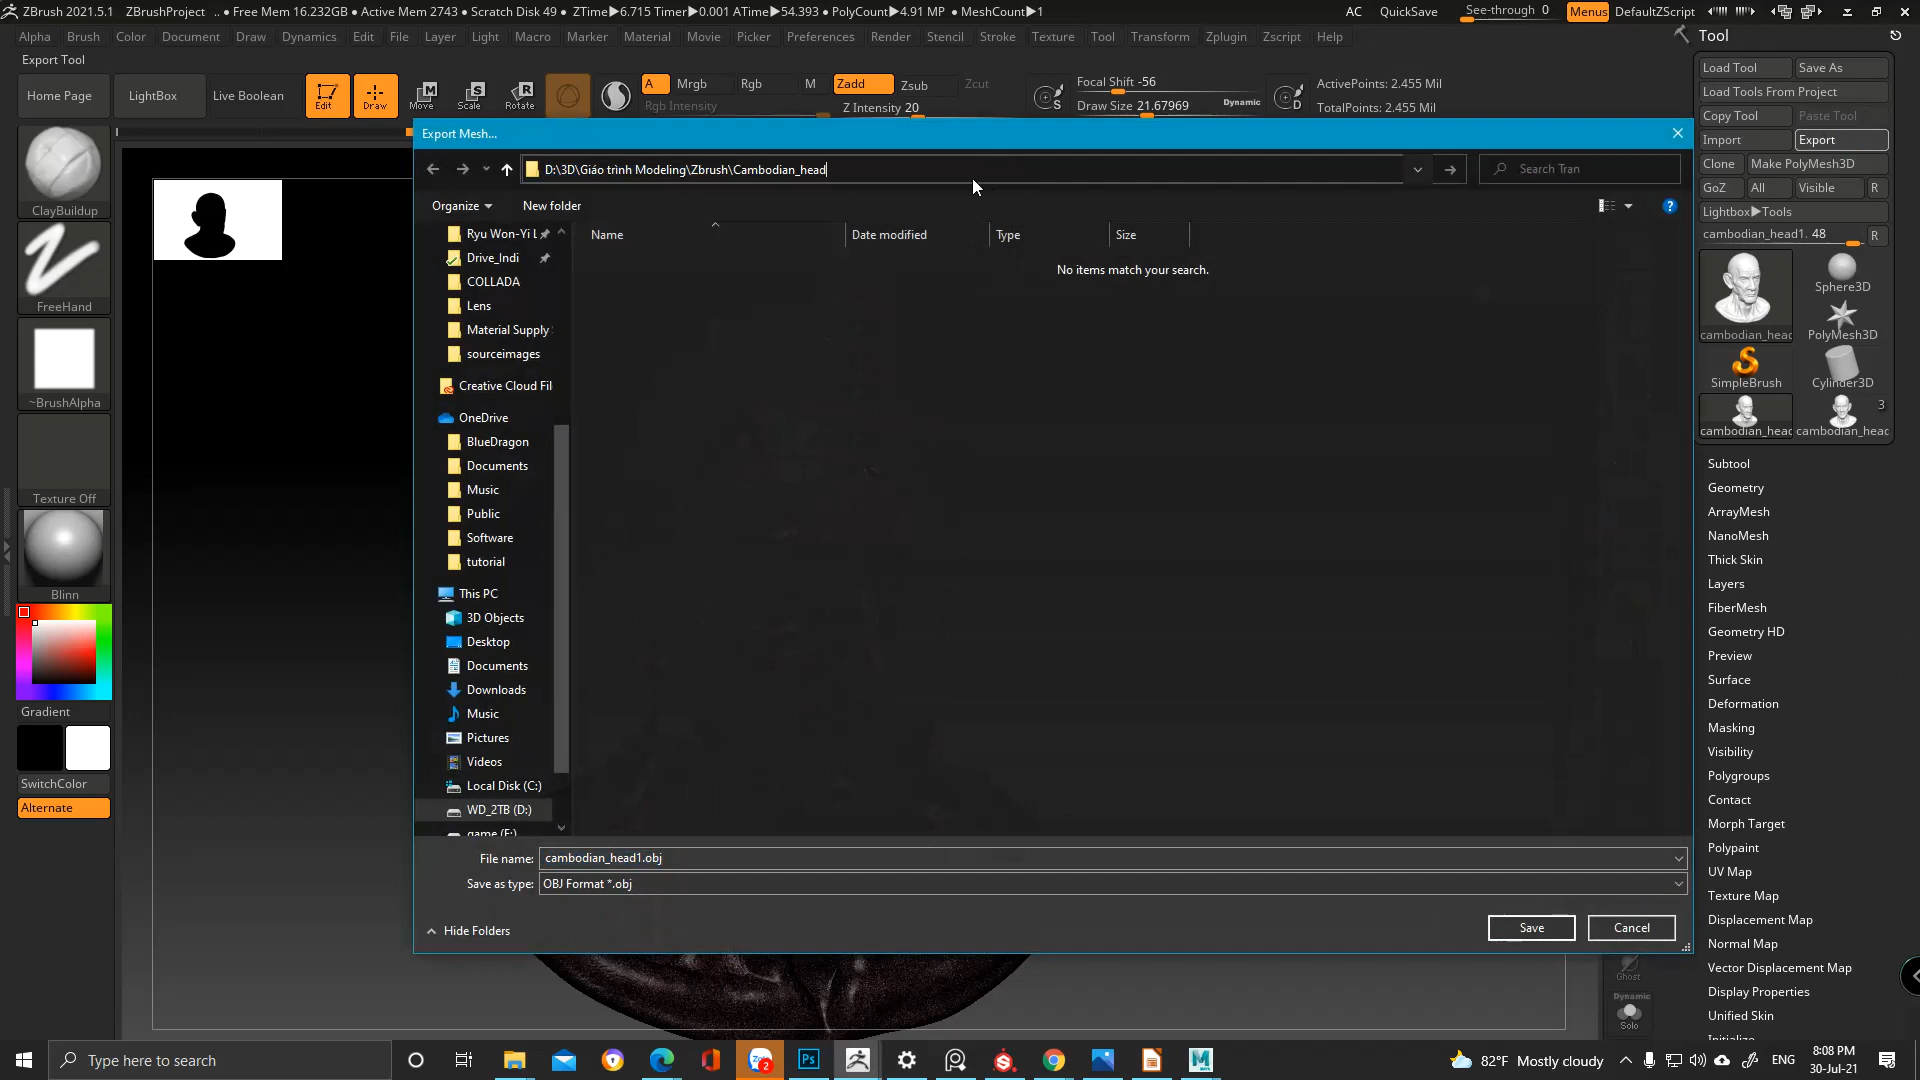 ZBrush 2021.5.1 ZBrushProject .. • Free Mem 16.232GB • Active Mem 2743 • Scratch Disk 49 • ZTime▶6.715 Timer▶0.001 ATime▶54.393 • PolyCount▶4.91 MP • MeshCount▶1 AC QuickSave See-through 0 Menus DefaultZScript
Alpha Brush Color Document Draw Dynamics Edit File Layer Light Macro Marker Material Movie Picker Preferences Render Stencil Stroke Texture Tool Transform Zplugin Zscript Help
Tool
Export Tool
Home Page LightBox Live Boolean Edit Draw Move Scale Rotate
A Mrgb Rgb M Zadd Zsub Zcut
Rgb Intensity Z Intensity 20
S
Focal Shift -56
Draw Size 21.67969 Dynamic
D
ActivePoints: 2.455 Mil
TotalPoints: 2.455 Mil
ClayBuildup
FreeHand
~BrushAlpha
Texture Off
Blinn
Gradient
SwitchColor
Alternate
Export Mesh...
D:\3D\Giáo trình Modeling\Zbrush\Cambodian_head
Search Tran
Organize New folder
Name Date modified Type Size
No items match your search.
Ryu Won-Yi L
Drive_Indi
COLLADA
Lens
Material Supply
sourceimages
Creative Cloud Fil
OneDrive
BlueDragon
Documents
Music
Public
Software
tutorial
This PC
3D Objects
Desktop
Documents
Downloads
Music
Pictures
Videos
Local Disk (C:)
WD_2TB (D:)
game (F:)
File name: cambodian_head1.obj
Save as type: OBJ Format *.obj
Hide Folders Save Cancel
Load Tool Save As
Load Tools From Project
Copy Tool Paste Tool
Import Export
Clone Make PolyMesh3D
GoZ All Visible R
Lightbox▶Tools
cambodian_head1. 48 R
cambodian_head
Sphere3D
PolyMesh3D
SimpleBrush Cylinder3D
3
cambodian_head cambodian_head
Subtool
Geometry
ArrayMesh
NanoMesh
Thick Skin
Layers
FiberMesh
Geometry HD
Preview
Surface
Deformation
Masking
Visibility
Polygroups
Contact
Morph Target
Polypaint
UV Map
Texture Map
Displacement Map
Normal Map
Vector Displacement Map
Display Properties
Unified Skin
Initialize
Ghost
Dynamic
Solo
Type here to search
2
Ps
82°F Mostly cloudy
ENG
8:08 PM
30-Jul-21